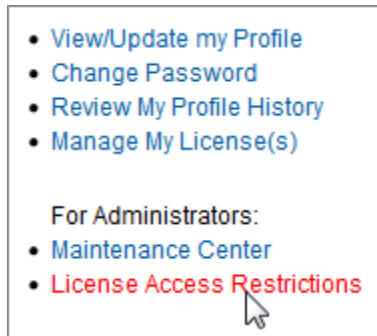 • View/Update my Profile
• Change Password
• Review My Profile History
• Manage My License(s)
For Administrators:
• Maintenance Center
• License Access Restrictions